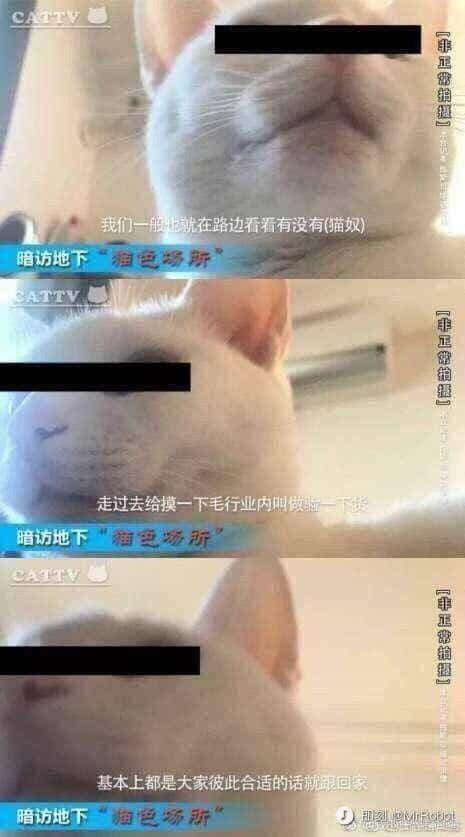 CATTV
[非正常拍摄]
我们一般也就在路边看看有没有(猫奴)
暗访地下“猫色场所”
CATTV
[非正常拍摄]
走过去给摸一下毛行业内叫做验一下货
暗访地下“猫色场所”
CATTV
[非正常拍摄]
基本上都是大家彼此合适的话就跟回家
暗访地下“猫色场所”
即刻 @MrRobot